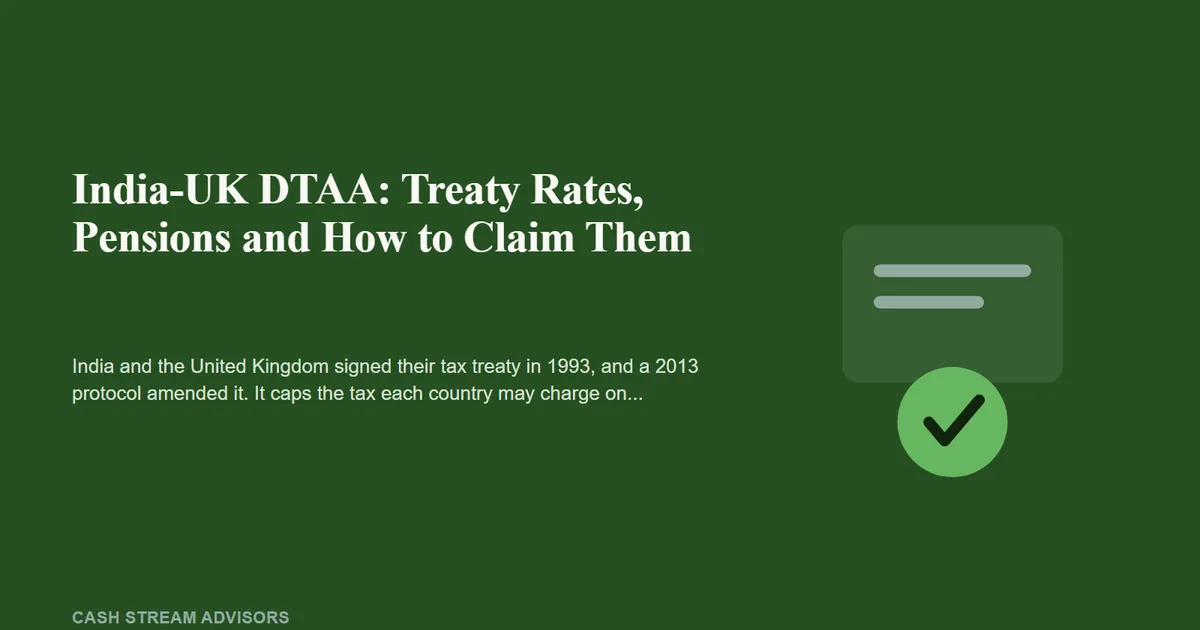 India-UK DTAA: Treaty Rates,
Pensions and How to Claim Them
India and the United Kingdom signed their tax treaty in 1993, and a 2013
protocol amended it. It caps the tax each country may charge on...
CASH STREAM ADVISORS